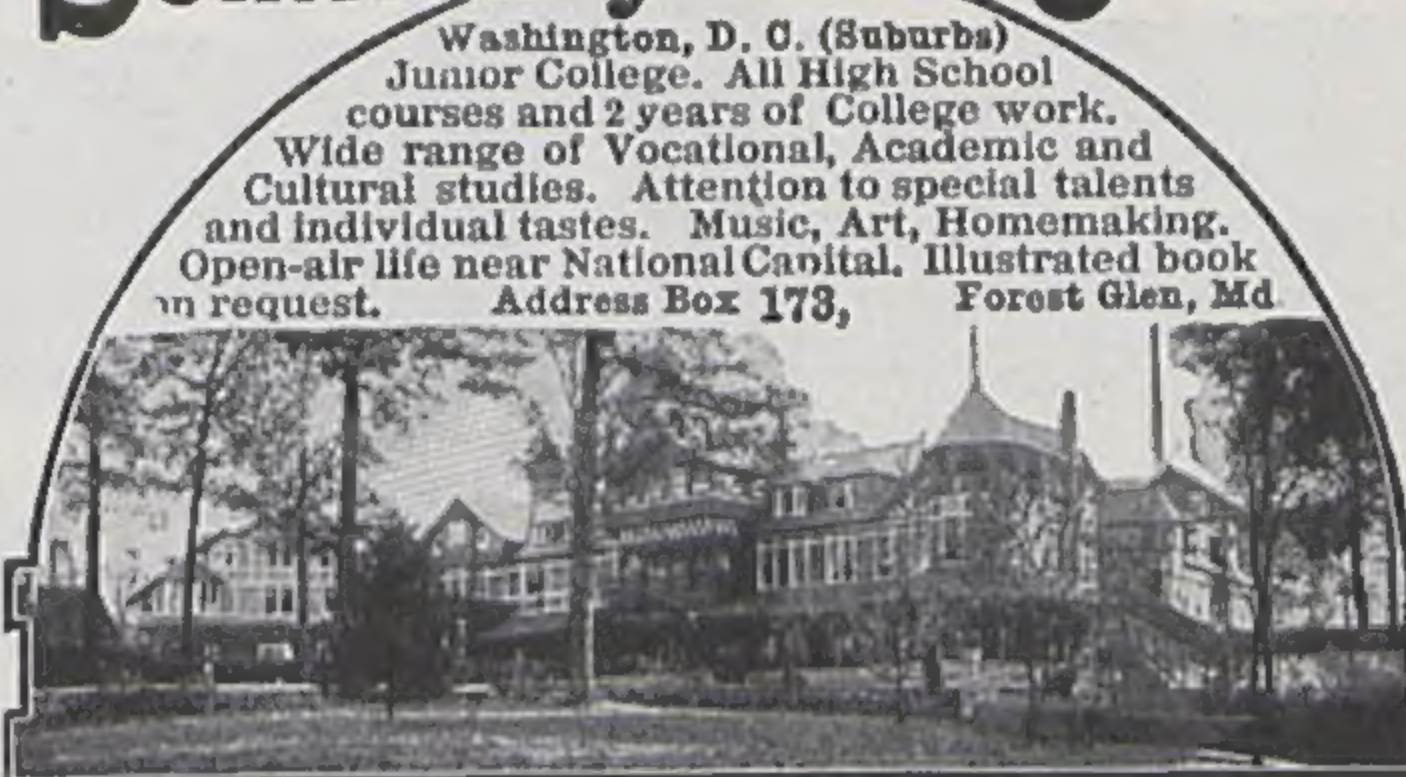 Washington, D. C. (Suburbs)
Junior College. All High School
courses and 2 years of College work.
Wide range of Vocational, Academic and
Cultural studies. Attention to special talents
and individual tastes. Music, Art, Homemaking.
Open-air life near National Capital. Illustrated book
on request. Address Box 173, Forest Glen, Md.